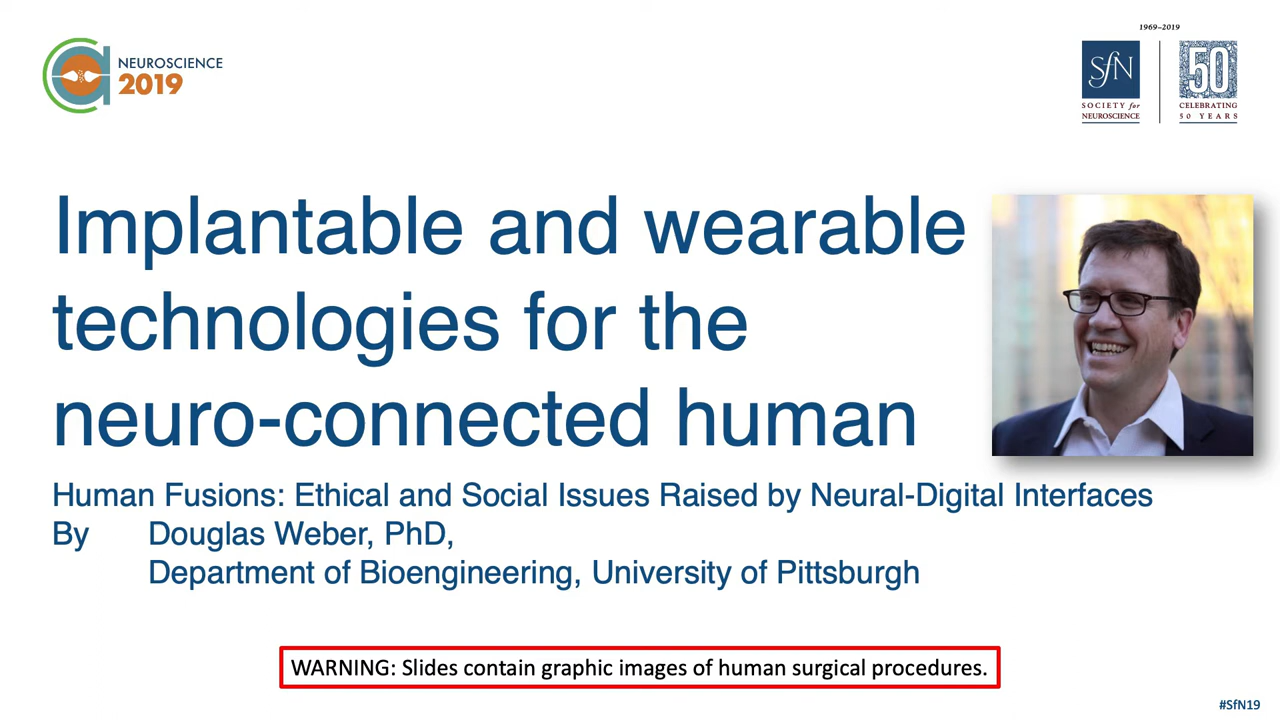 NEUROSCIENCE
2019
1969–2019
SfN
SOCIETY for
NEUROSCIENCE
50
CELEBRATING
50 YEARS
Implantable and wearable
technologies for the
neuro-connected human
Human Fusions: Ethical and Social Issues Raised by Neural-Digital Interfaces
By Douglas Weber, PhD,
Department of Bioengineering, University of Pittsburgh
WARNING: Slides contain graphic images of human surgical procedures.
#SfN19